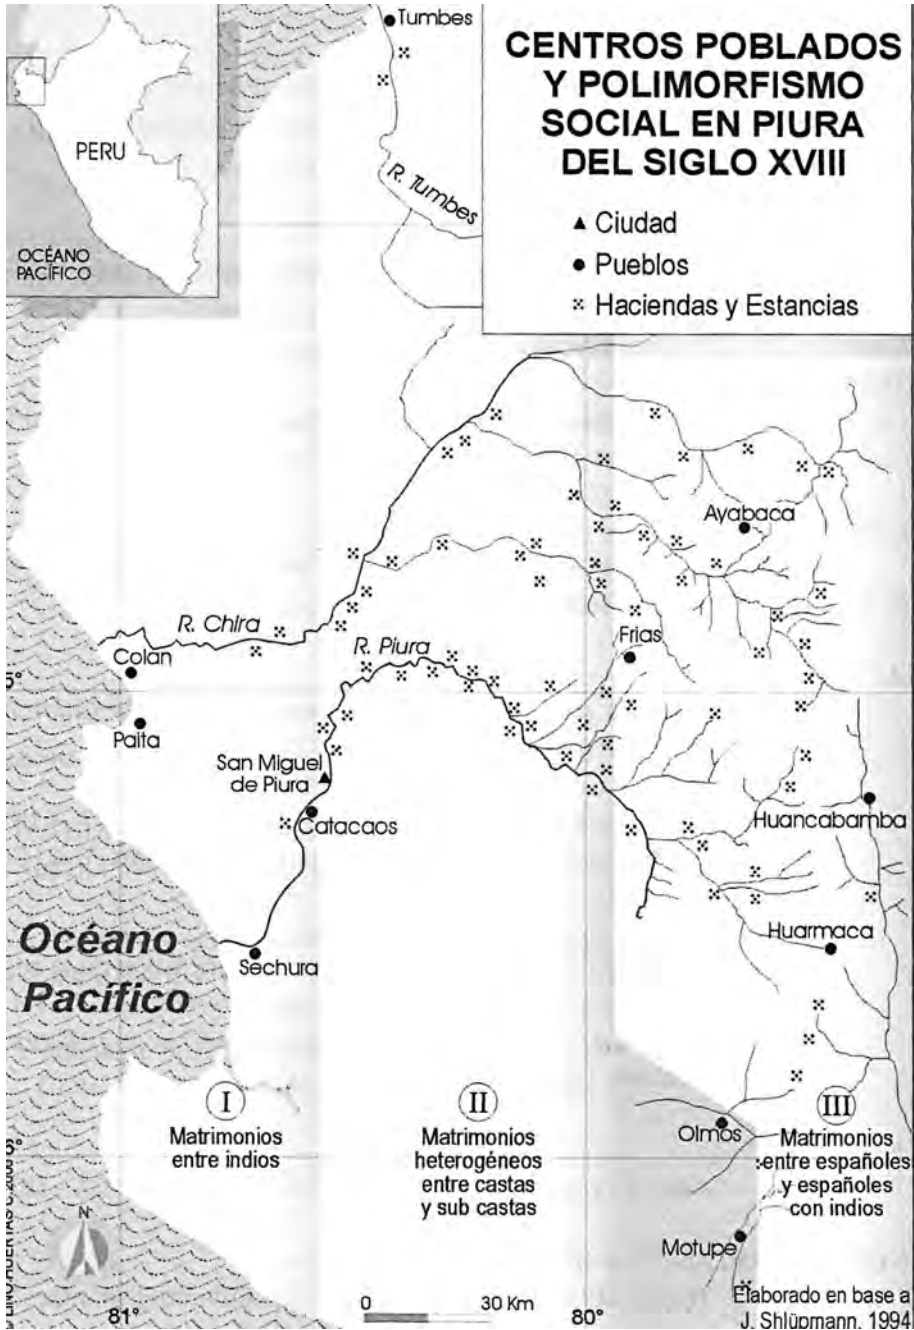 Tumbes
CENTROS POBLADOS
Y POLIMORFISMO
SOCIAL EN PIURA
DEL SIGLO XVIII
Ciudad
Pueblos
Haciendas y Estancias
PERU
OCÉANO
PACÍFICO
R. Tumbes
Ayabaca
R. Chira
R. Piura
Frias
Colan
5°
Paita
San Miguel
de Piura
Catacaos
Huancabamba
Océano
Pacífico
Sechura
Huarmaca
I
Matrimonios
entre indios
II
Matrimonios
heterogéneos
entre castas
y sub castas
III
Matrimonios
entre españoles
y españoles
con indios
Olmos
6°
N
Motupe
0 30 Km
81°
80°
Elaborado en base a
J. Shlüpmann, 1994